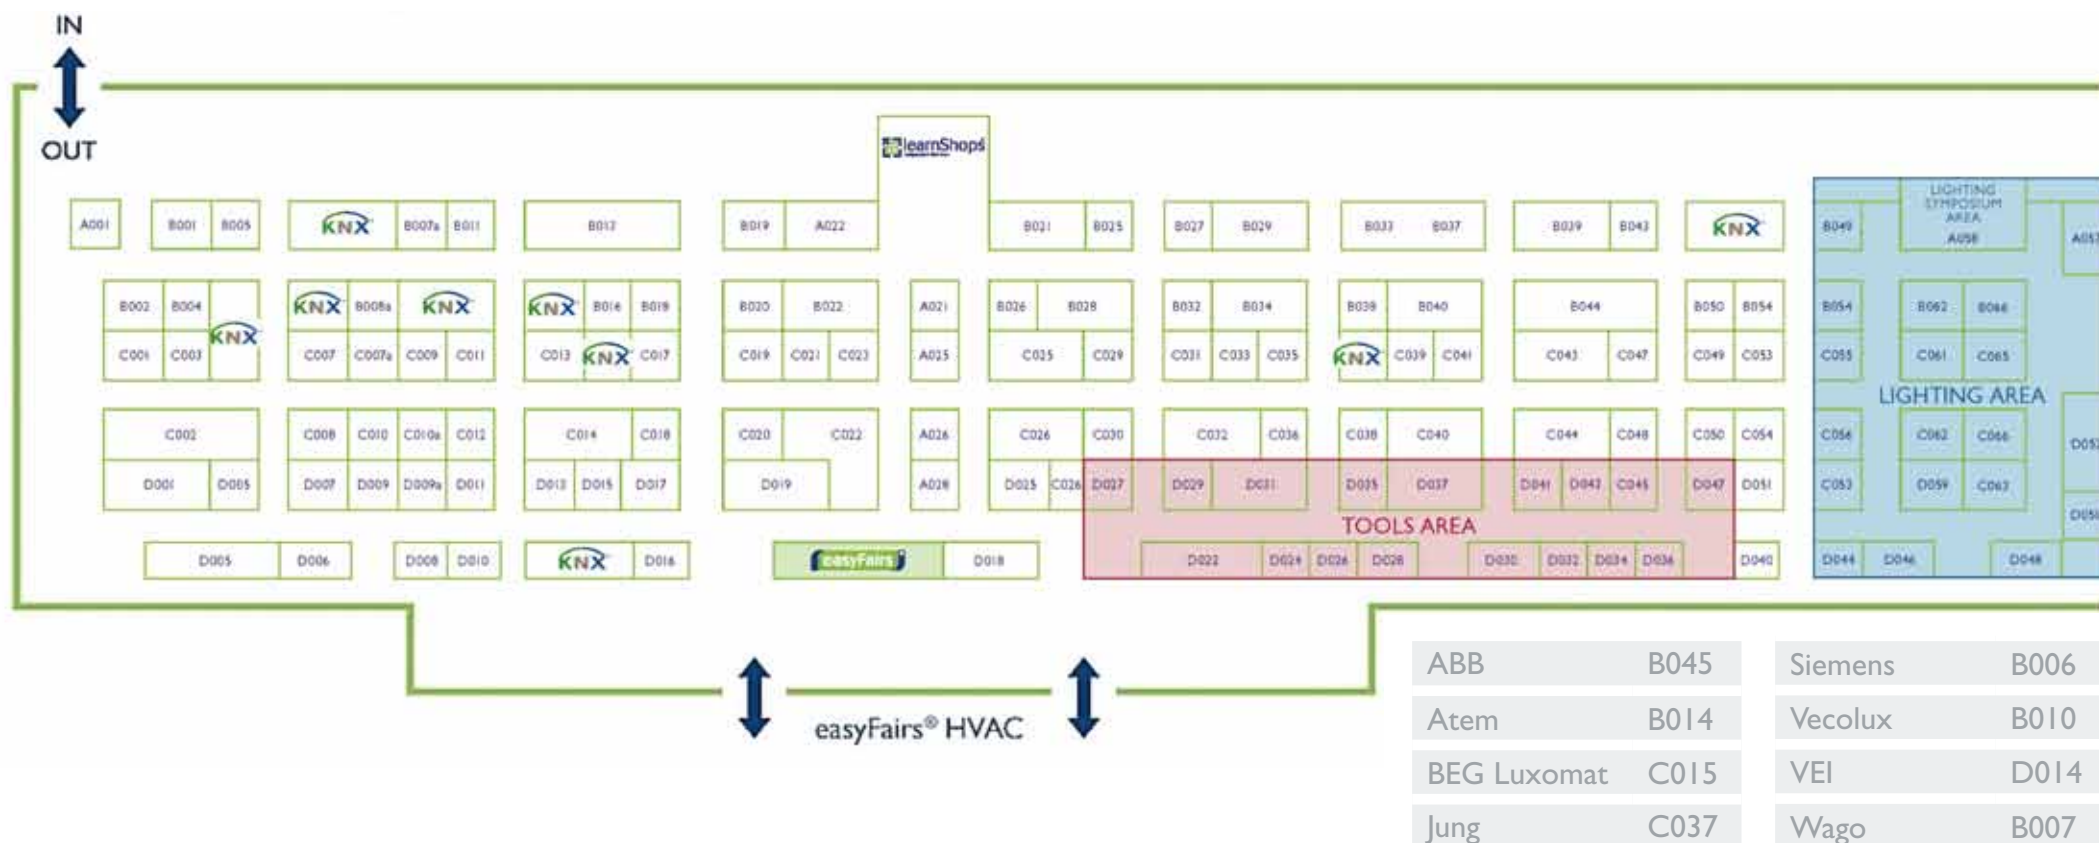 IN
OUT
learnShops
A001 B001 B005 KNX B007a B011 B019 A022 B025 B027 B029 B037 B039 B043 KNX B049
LIGHTING
SYMPOSIUM
AREA
A058
B002 B004 KNX KNX B008a KNX KNX B016 B019 B020 B022 A021 B026 B028 B032 B034 B040 B044 B050 B054 B054 B062 B066
C001 C003 C007 C007a C009 C011 C013 KNX C017 C019 C021 C023 A025 C025 C029 C031 C033 C035 KNX C039 C041 C047 C049 C053 C055 C061 C065
LIGHTING AREA
C002 C008 C010 C010a C012 C014 C018 C020 C022 A026 C026 C030 C032 C036 C038 C040 C044 C048 C050 C054 C056 C062 C066
D001 D005 D007 D009 D009a D011 D013 D015 D017 D019 A028 D025 C026 D027 D029 D031 D035 D037 D041 D043 C045 D047 D051 C053 D059 C063
TOOLS AREA
D005 D006 D008 D010 KNX D016 easyFairs D018 D022 D024 D026 D028 D030 D032 D034 D036 D040 D044 D046 D048
easyFairs® HVAC
ABB B045 Siemens B006
Atem B014 Vecolux B010
BEG Luxomat C015 VEI D014
Jung C037 Wago B007